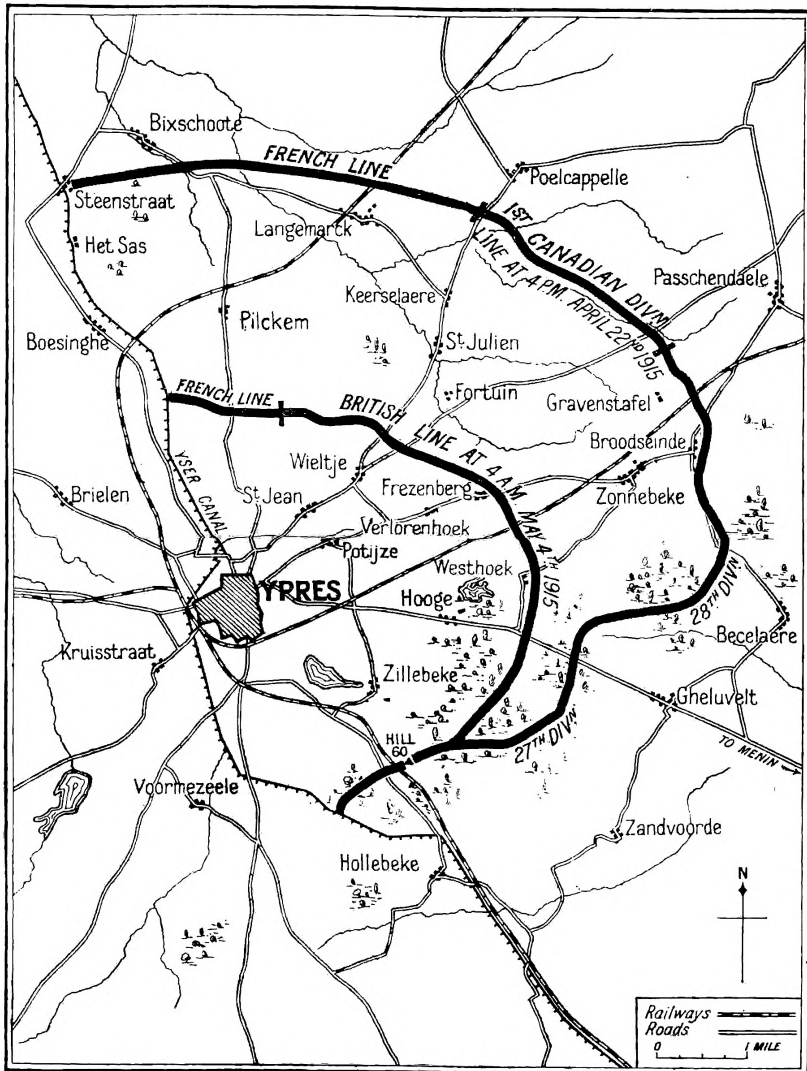 Bixschoote
FRENCH LINE
Poelcappelle
Steenstraat
Langemarck
1ST CANADIAN DIVN
LINE AT 4 P.M. APRIL 22ND 1915
Het Sas
Passchendaele
Keerselaere
Boesinghe
Pilckem
St Julien
FRENCH LINE
Fortuin
Gravenstafel
BRITISH LINE AT 4 A.M. MAY 4TH 1915
Broodseinde
Wieltje
YSER CANAL
Brielen
St Jean
Frezenberg
Zonnebeke
Verlorenhoek
Potijze
Westhoek
YPRES
Hooge
28TH DIVN
Becelaere
Kruisstraat
Zillebeke
Gheluvelt
27TH DIVN
HILL
60
TO MENIN
Voormezeele
Zandvoorde
Hollebeke
N
Railways
Roads
0 1 MILE